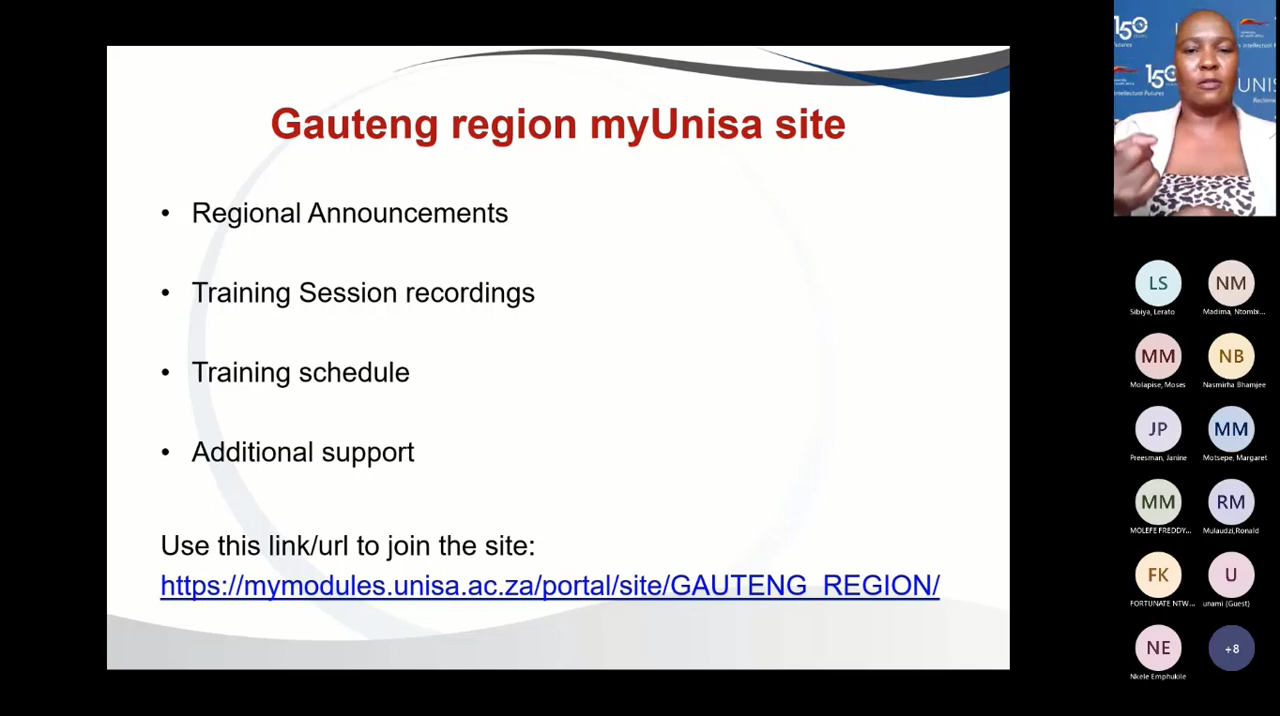 Gauteng region myUnisa site
• Regional Announcements
• Training Session recordings
• Training schedule
• Additional support
Use this link/url to join the site:
https://mymodules.unisa.ac.za/portal/site/GAUTENG_REGION/
150
150
UNIS
LS
Sibiya, Lerato
NM
Madima, Ntombi...
MM
Molapise, Moses
NB
Nasmirha Bhamjee
JP
Preesman, Janine
MM
Motsepe, Margaret
MM
MOLEFE FREDDY...
RM
Mulaudzi,Ronald
FK
FORTUNATE NTW...
U
unami (Guest)
NE
Nkele Emphukile
+8